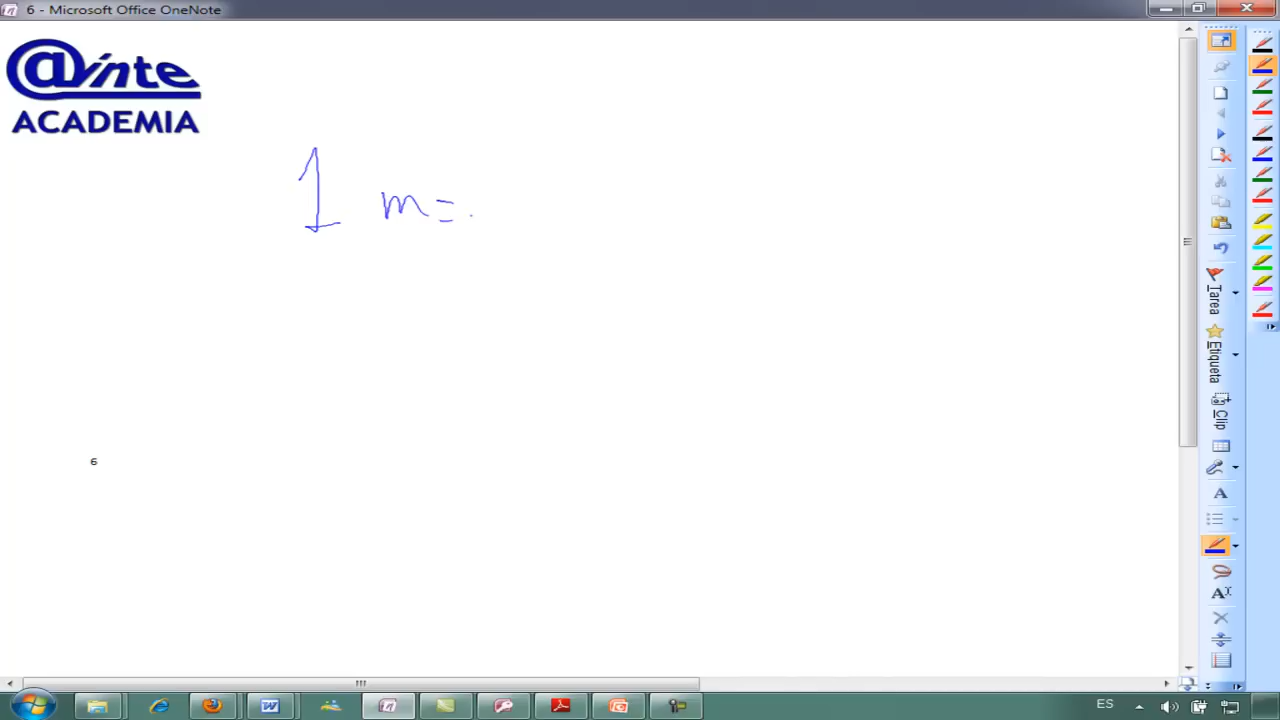 6 - Microsoft Office OneNote
@inte
ACADEMIA
1 m=
6
Tarea
Etiqueta
Clip
ES